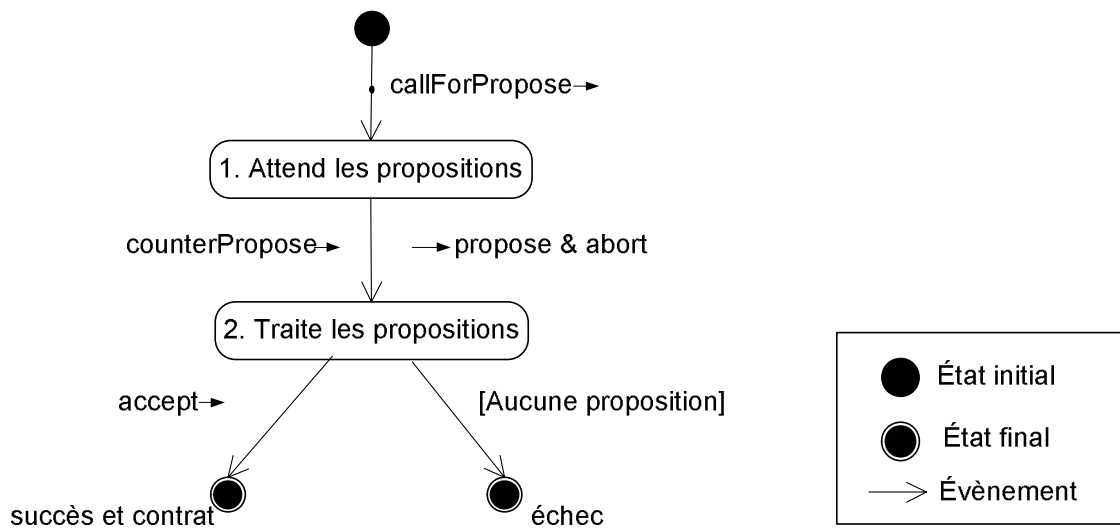 callForPropose
1. Attend les propositions
counterPropose
propose & abort
2. Traite les propositions
accept
[Aucune proposition]
succès et contrat
échec
État initial
État final
Évènement